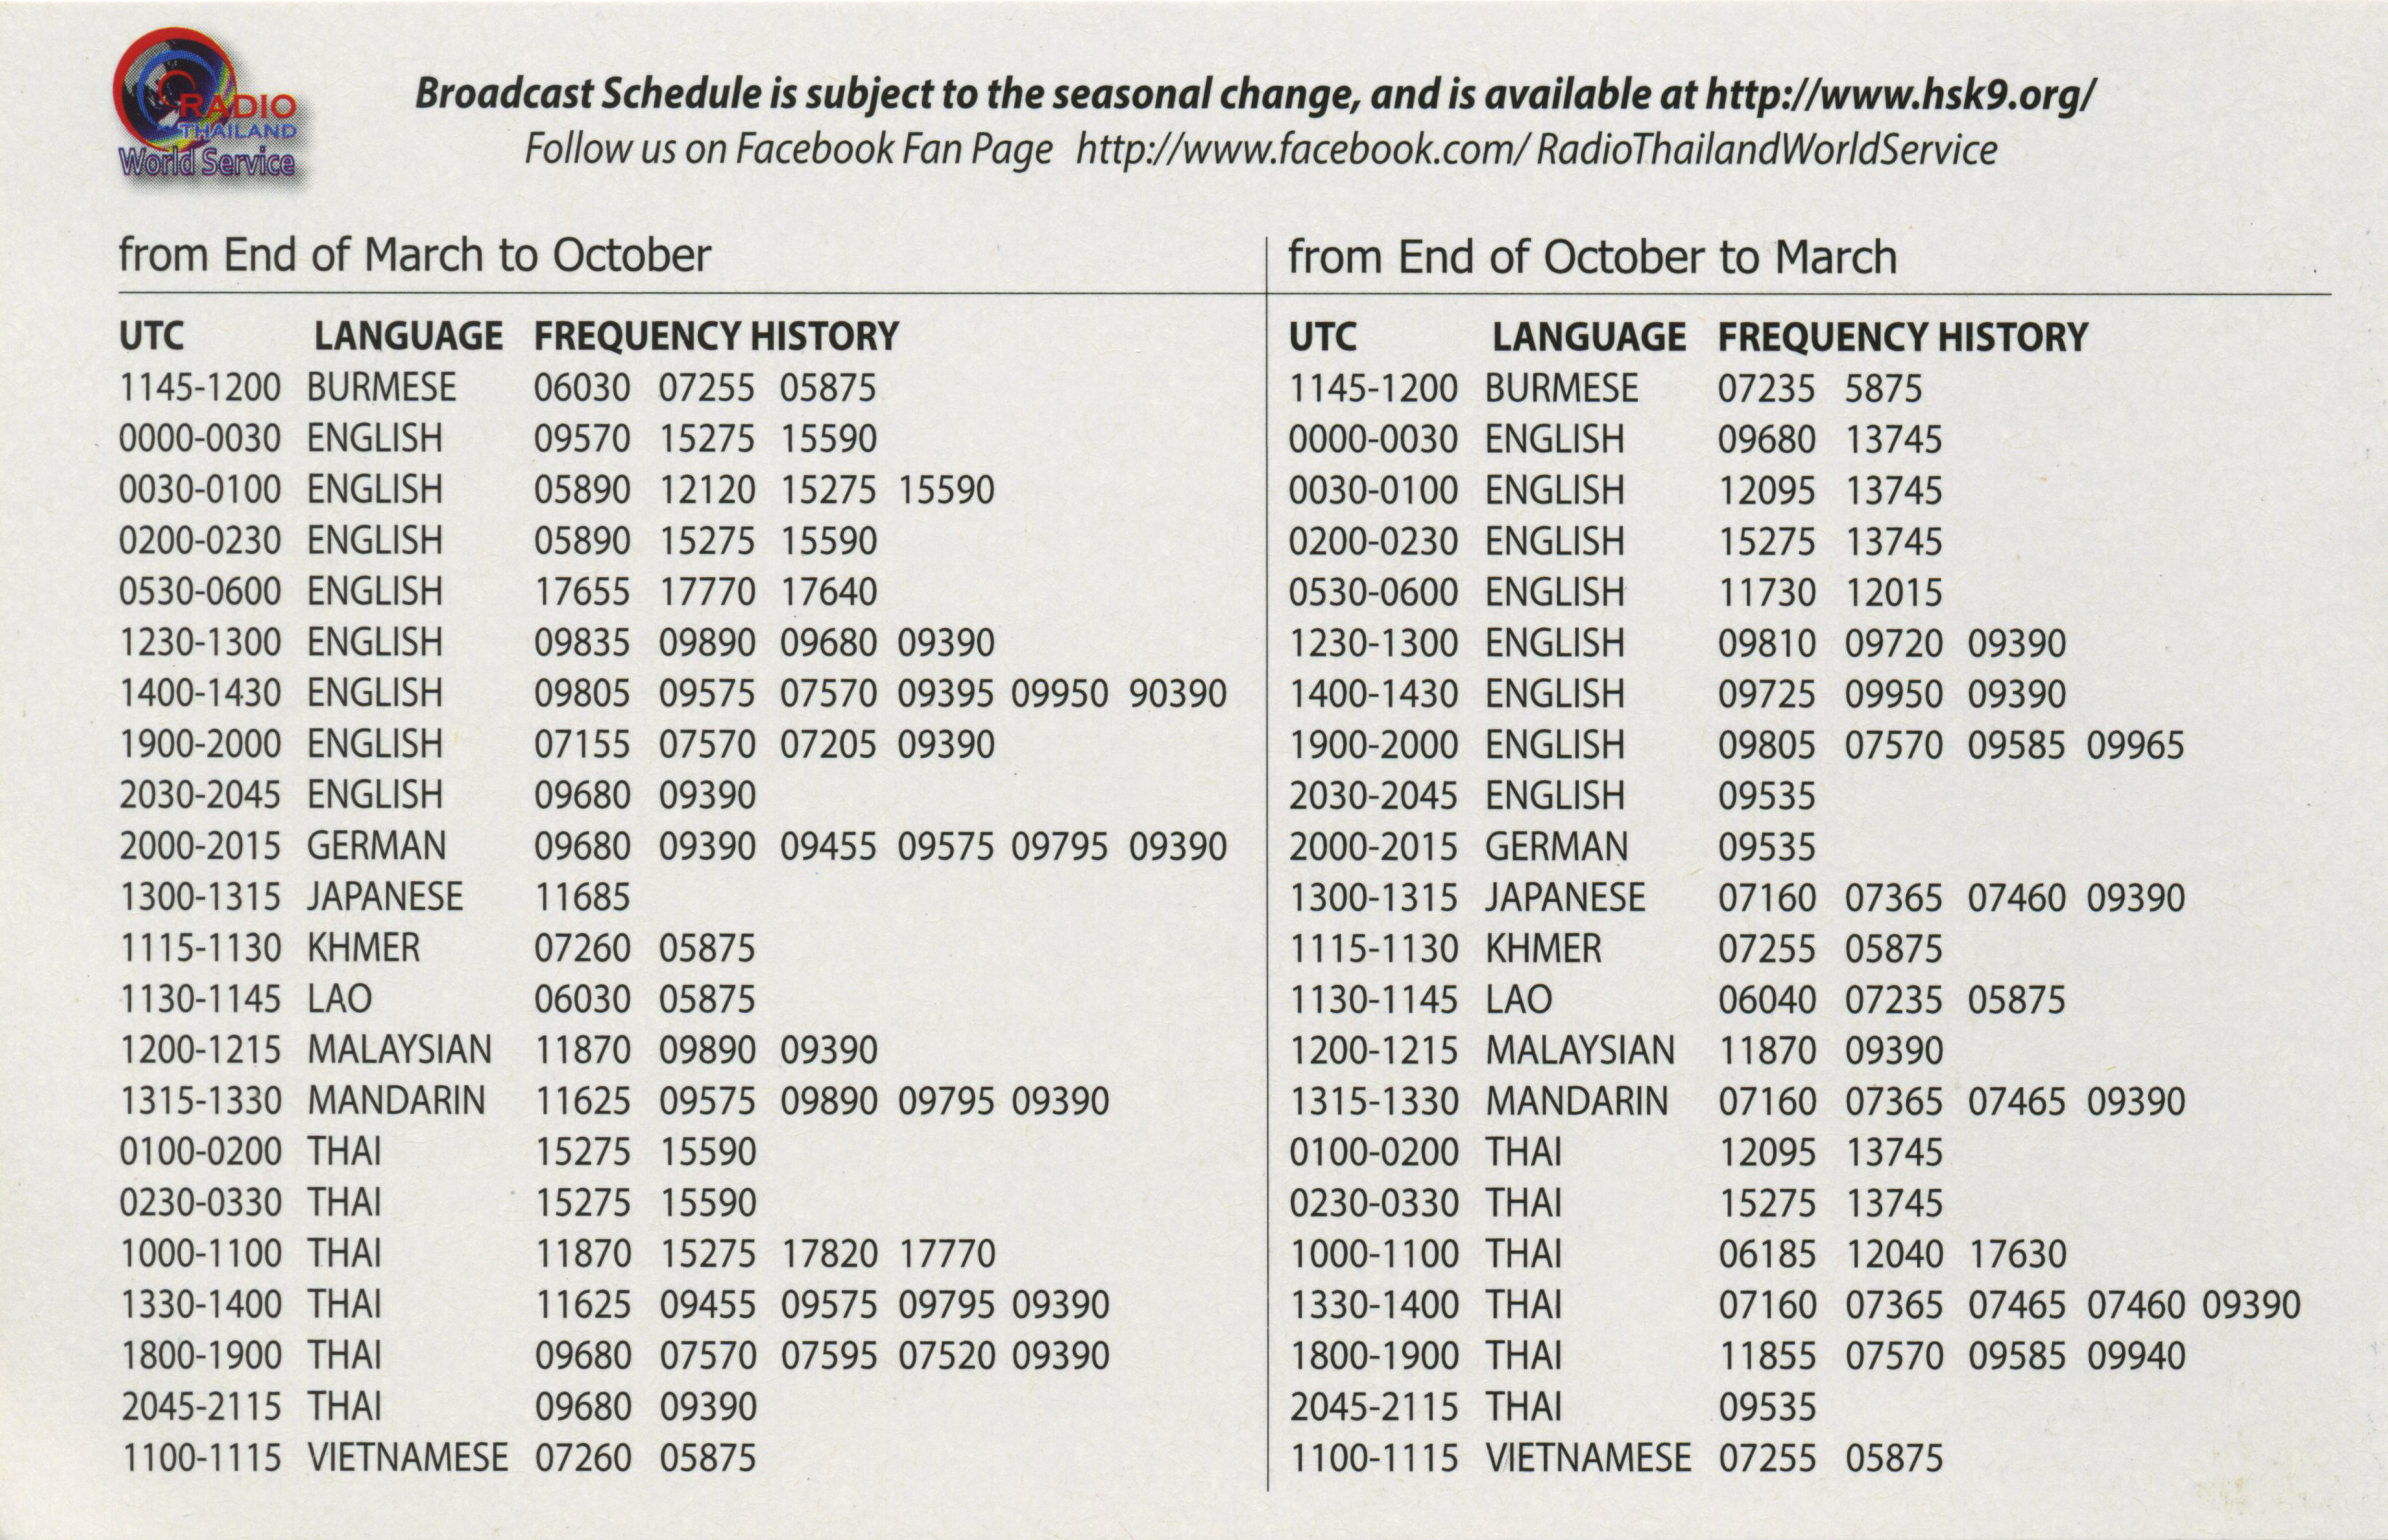 RADIO
THAILAND
World Service
Broadcast Schedule is subject to the seasonal change, and is available at http://www.hsk9.org/
Follow us on Facebook Fan Page http://www.facebook.com/ RadioThailandWorldService
from End of March to October
UTC LANGUAGE FREQUENCY HISTORY
1145-1200 BURMESE 06030 07255 05875
0000-0030 ENGLISH 09570 15275 15590
0030-0100 ENGLISH 05890 12120 15275 15590
0200-0230 ENGLISH 05890 15275 15590
0530-0600 ENGLISH 17655 17770 17640
1230-1300 ENGLISH 09835 09890 09680 09390
1400-1430 ENGLISH 09805 09575 07570 09395 09950 90390
1900-2000 ENGLISH 07155 07570 07205 09390
2030-2045 ENGLISH 09680 09390
2000-2015 GERMAN 09680 09390 09455 09575 09795 09390
1300-1315 JAPANESE 11685
1115-1130 KHMER 07260 05875
1130-1145 LAO 06030 05875
1200-1215 MALAYSIAN 11870 09890 09390
1315-1330 MANDARIN 11625 09575 09890 09795 09390
0100-0200 THAI 15275 15590
0230-0330 THAI 15275 15590
1000-1100 THAI 11870 15275 17820 17770
1330-1400 THAI 11625 09455 09575 09795 09390
1800-1900 THAI 09680 07570 07595 07520 09390
2045-2115 THAI 09680 09390
1100-1115 VIETNAMESE 07260 05875
from End of October to March
UTC LANGUAGE FREQUENCY HISTORY
1145-1200 BURMESE 07235 5875
0000-0030 ENGLISH 09680 13745
0030-0100 ENGLISH 12095 13745
0200-0230 ENGLISH 15275 13745
0530-0600 ENGLISH 11730 12015
1230-1300 ENGLISH 09810 09720 09390
1400-1430 ENGLISH 09725 09950 09390
1900-2000 ENGLISH 09805 07570 09585 09965
2030-2045 ENGLISH 09535
2000-2015 GERMAN 09535
1300-1315 JAPANESE 07160 07365 07460 09390
1115-1130 KHMER 07255 05875
1130-1145 LAO 06040 07235 05875
1200-1215 MALAYSIAN 11870 09390
1315-1330 MANDARIN 07160 07365 07465 09390
0100-0200 THAI 12095 13745
0230-0330 THAI 15275 13745
1000-1100 THAI 06185 12040 17630
1330-1400 THAI 07160 07365 07465 07460 09390
1800-1900 THAI 11855 07570 09585 09940
2045-2115 THAI 09535
1100-1115 VIETNAMESE 07255 05875